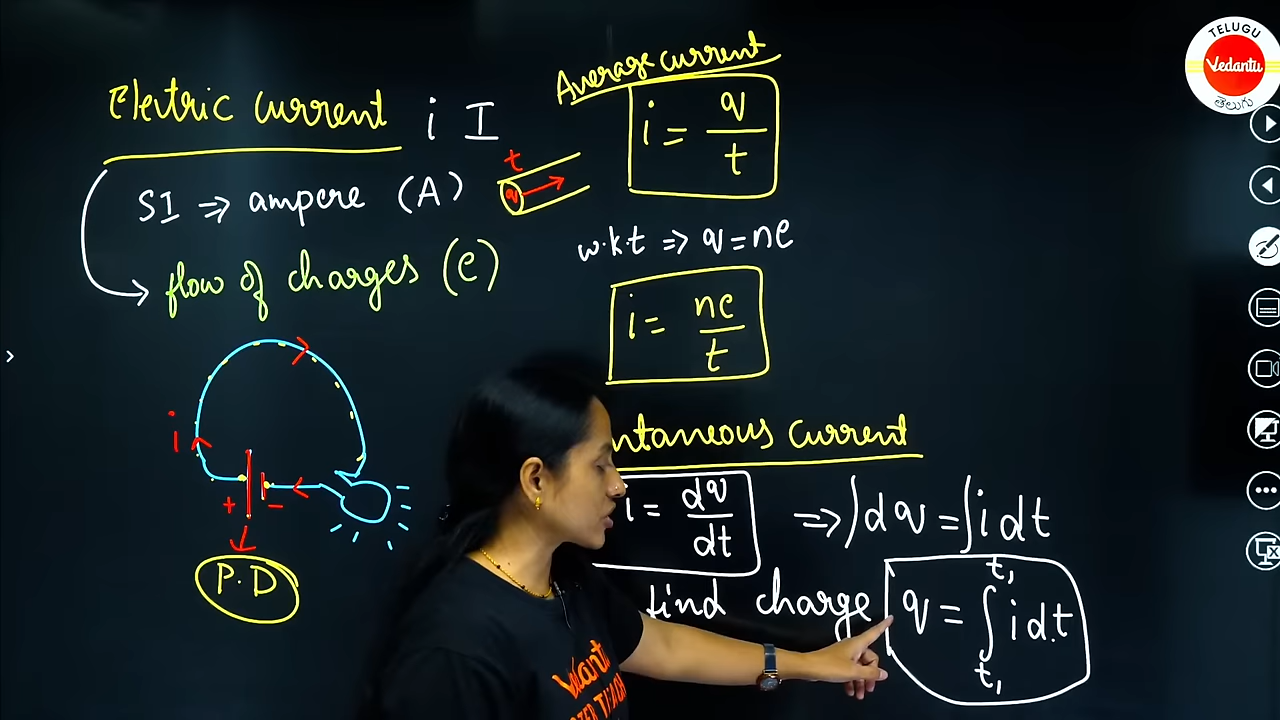 TELUGU
Vedantu
తెలుగు
Electric current i I
SI ⇒ ampere (A)
flow of charges (e)
i
+ −
P.D
Average current
i = q/t
t
q
w.k.t ⇒ q = ne
i = ne/t
ntaneous current
i = dq/dt ⇒ ∫dq = ∫i dt
find charge q = ∫ t₁ t₁ i dt
Vedantu